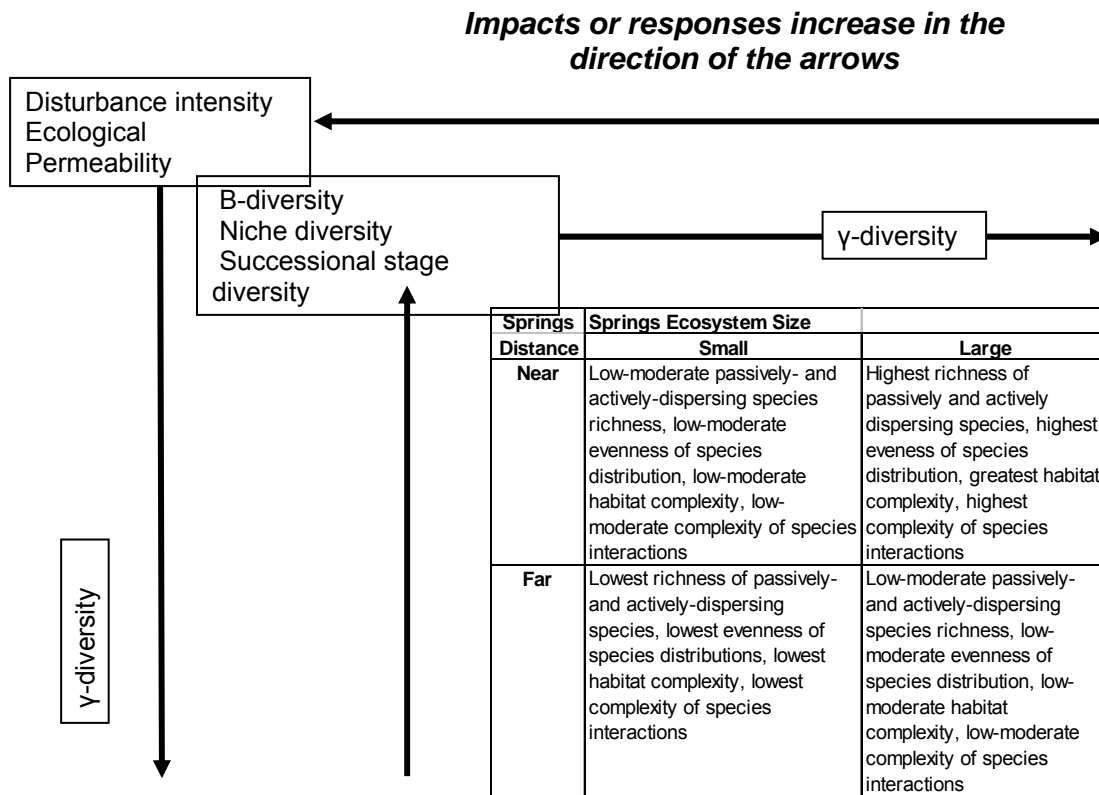 Impacts or responses increase in the
direction of the arrows
Disturbance intensity
Ecological
Permeability
B-diversity
Niche diversity
Successional stage
diversity
γ-diversity
Springs Springs Ecosystem Size
Distance Small Large
Near
Low-moderate passively- and
actively-dispersing species
richness, low-moderate
evenness of species
distribution, low-moderate
habitat complexity, low-
moderate complexity of species
interactions
Highest richness of
passively and actively
dispersing species, highest
eveness of species
distribution, greatest habitat
complexity, highest
complexity of species
interactions
Far
Lowest richness of passively-
and actively-dispersing
species, lowest evenness of
species distributions, lowest
habitat complexity, lowest
complexity of species
interactions
Low-moderate passively-
and actively-dispersing
species richness, low-
moderate evenness of
species distribution, low-
moderate habitat
complexity, low-moderate
complexity of species
interactions
γ-diversity